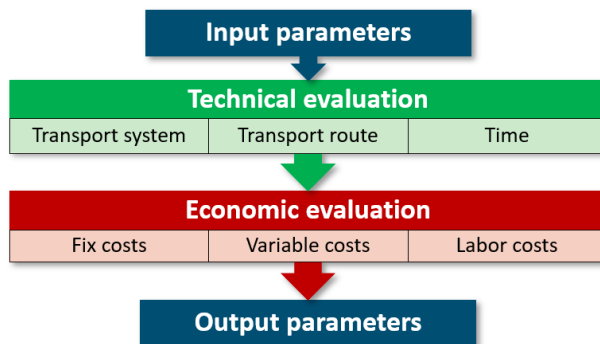 Input parameters
Technical evaluation
Transport system Transport route Time
Economic evaluation
Fix costs Variable costs Labor costs
Output parameters